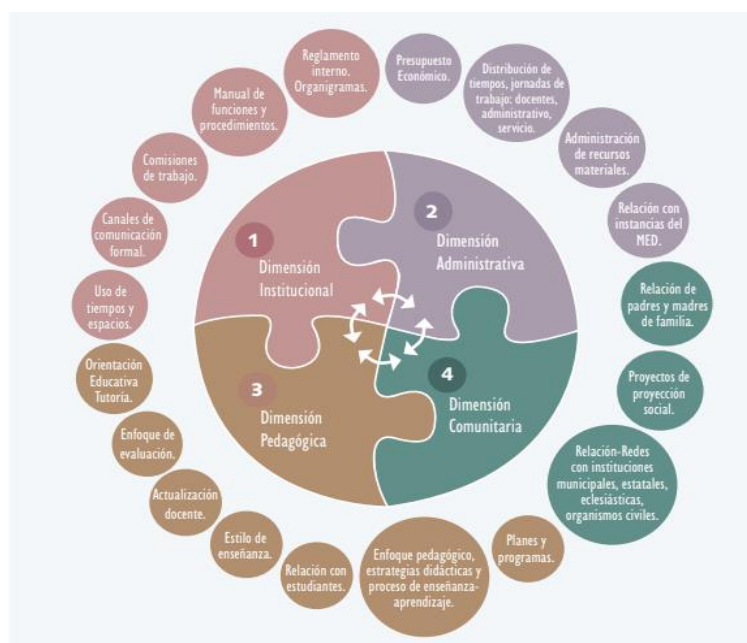 Reglamento
interno.
Organigramas.
Manual de
funciones y
procedimientos.
Comisiones
de trabajo.
Canales de
comunicación
formal.
Uso de
tiempos y
espacios.
Presupuesto
Económico.
Distribución de
tiempos, jornadas de
trabajo: docentes,
administrativo,
servicio.
Administración
de recursos
materiales.
Relación con
instancias del
MED.
1
Dimensión
Institucional
2
Dimensión
Administrativa
3
Dimensión
Pedagógica
4
Dimensión
Comunitaria
Relación de
padres y madres
de familia.
Proyectos de
proyección
social.
Relación-Redes
con instituciones
municipales, estatales,
eclesiásticas,
organismos civiles.
Orientación
Educativa
Tutoría.
Enfoque de
evaluación.
Actualización
docente.
Estilo de
enseñanza.
Relación con
estudiantes.
Enfoque pedagógico,
estrategias didácticas y
proceso de enseñanza-
aprendizaje.
Planes y
programas.